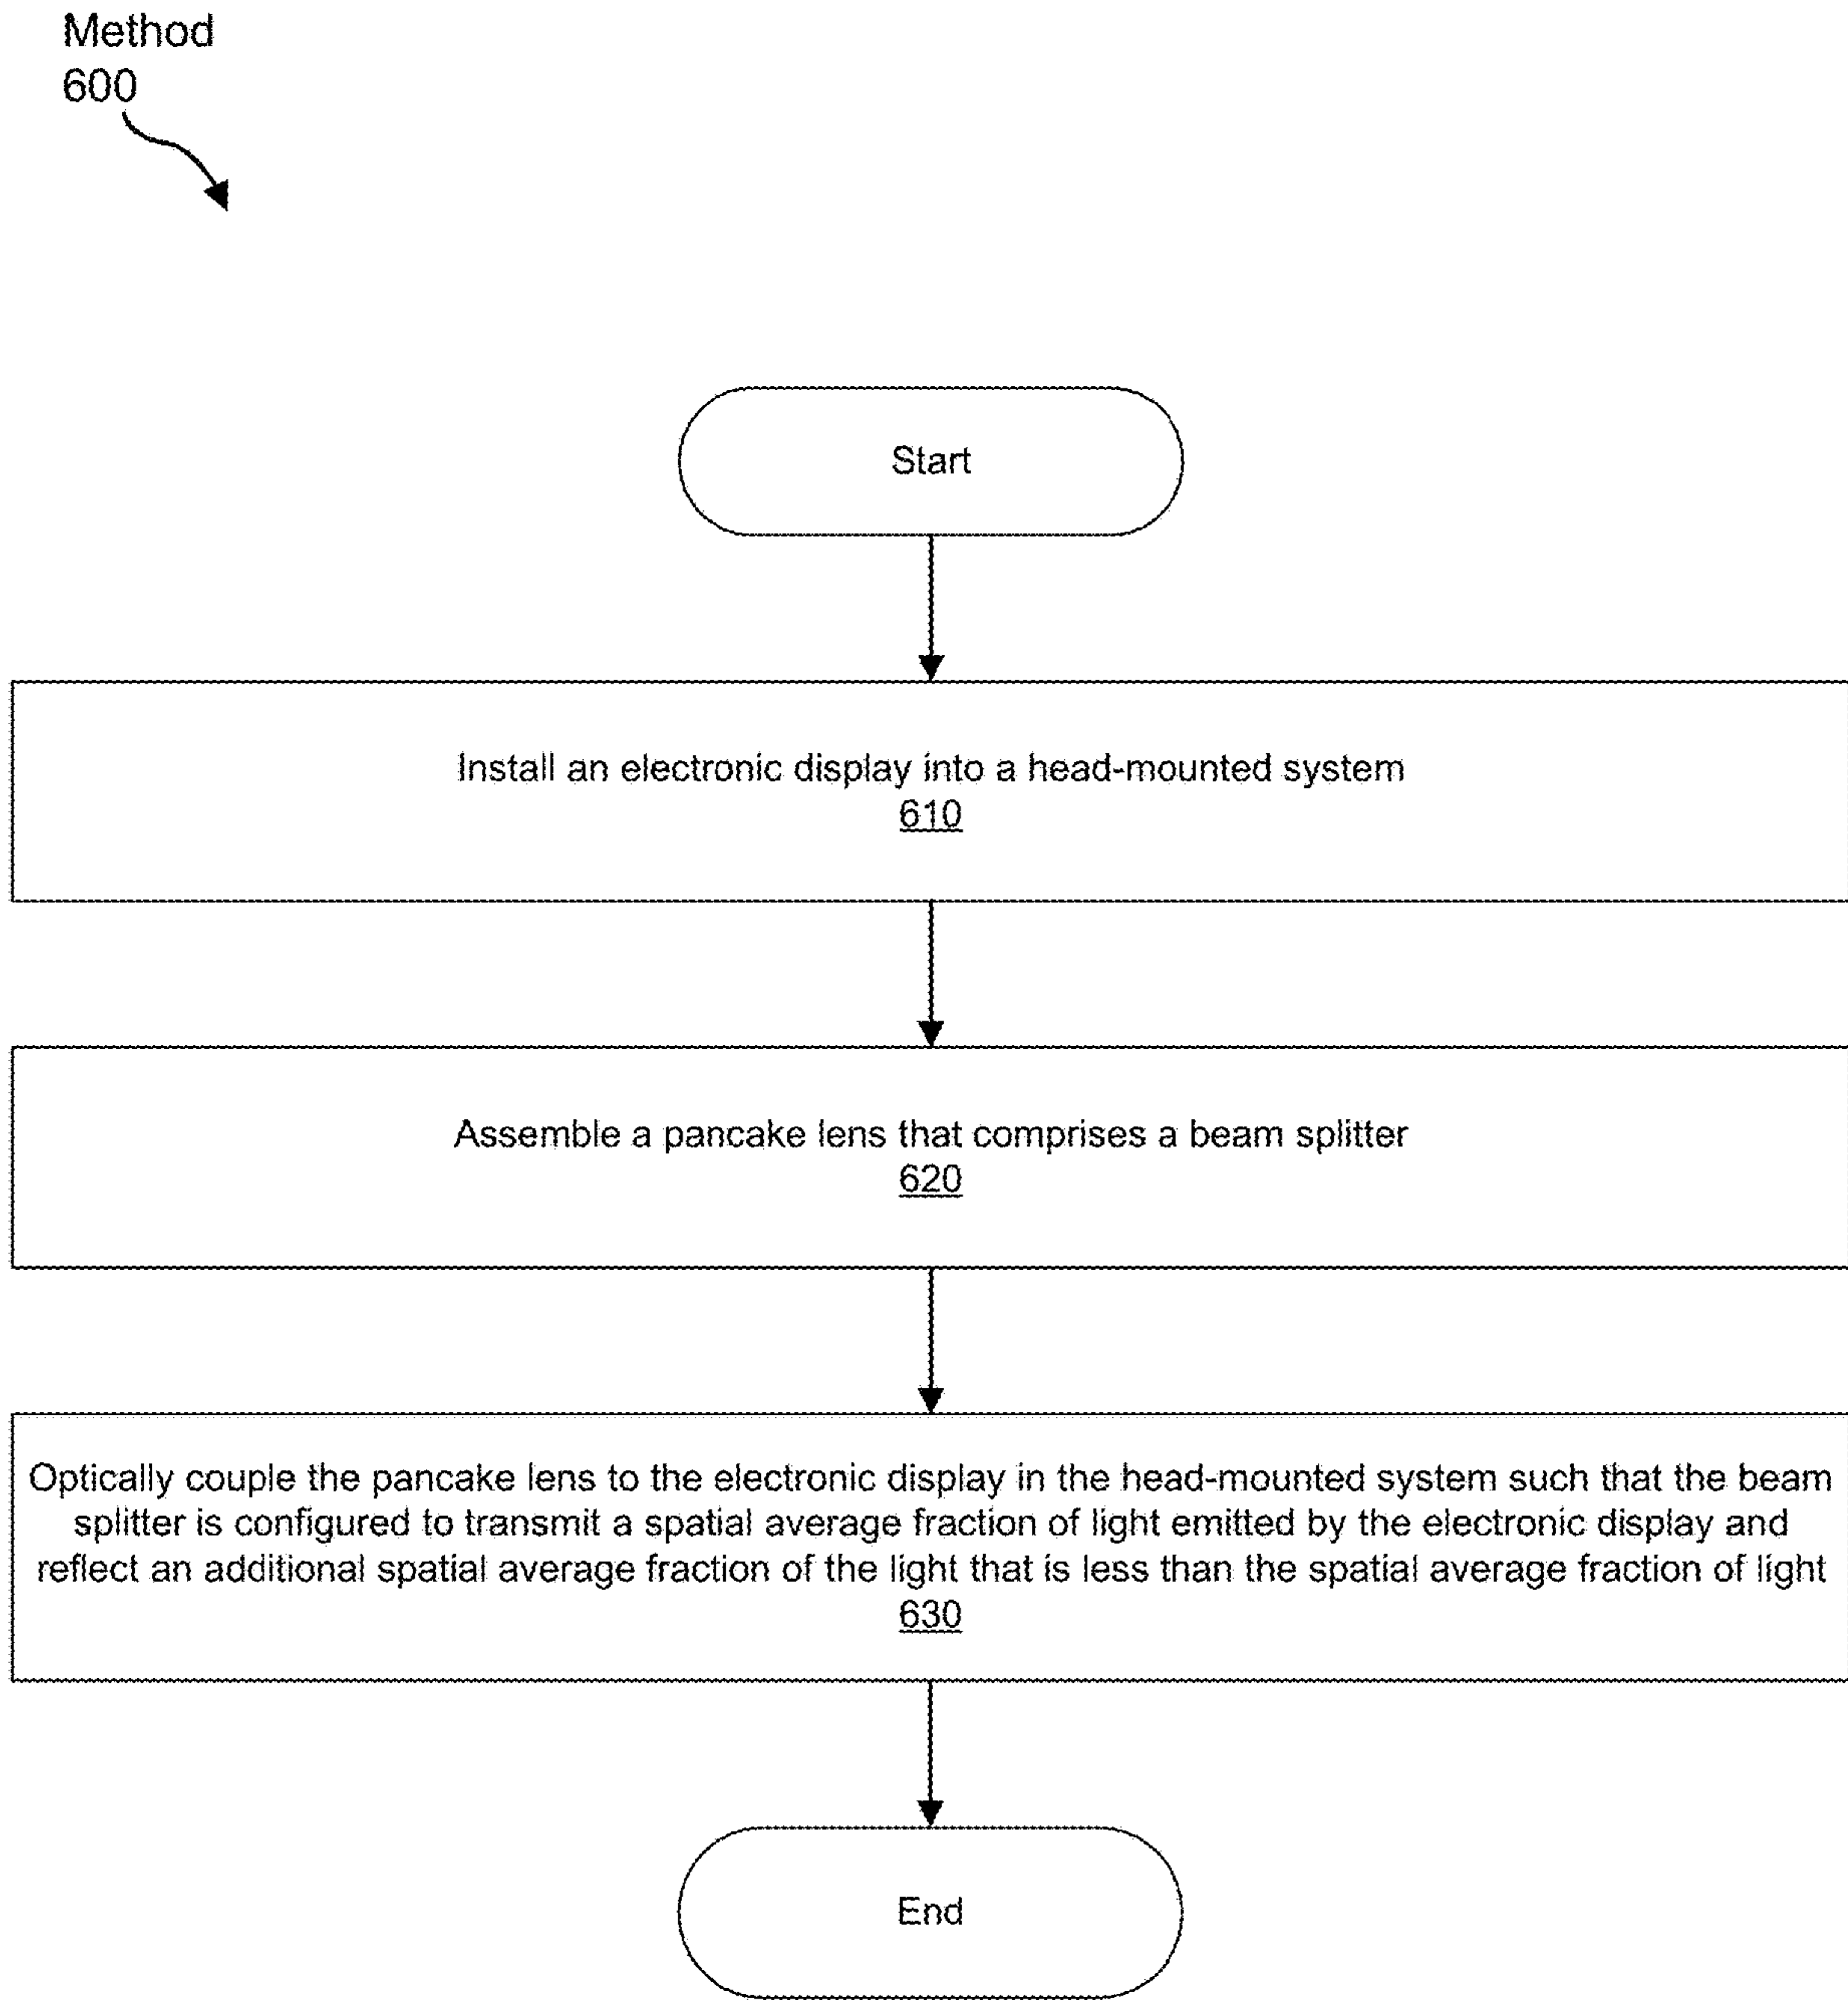 Method
600
Start
Install an electronic display into a head-mounted system
610
Assemble a pancake lens that comprises a beam splitter
620
Optically couple the pancake lens to the electronic display in the head-mounted system such that the beam
splitter is configured to transmit a spatial average fraction of light emitted by the electronic display and
reflect an additional spatial average fraction of the light that is less than the spatial average fraction of light
630
End